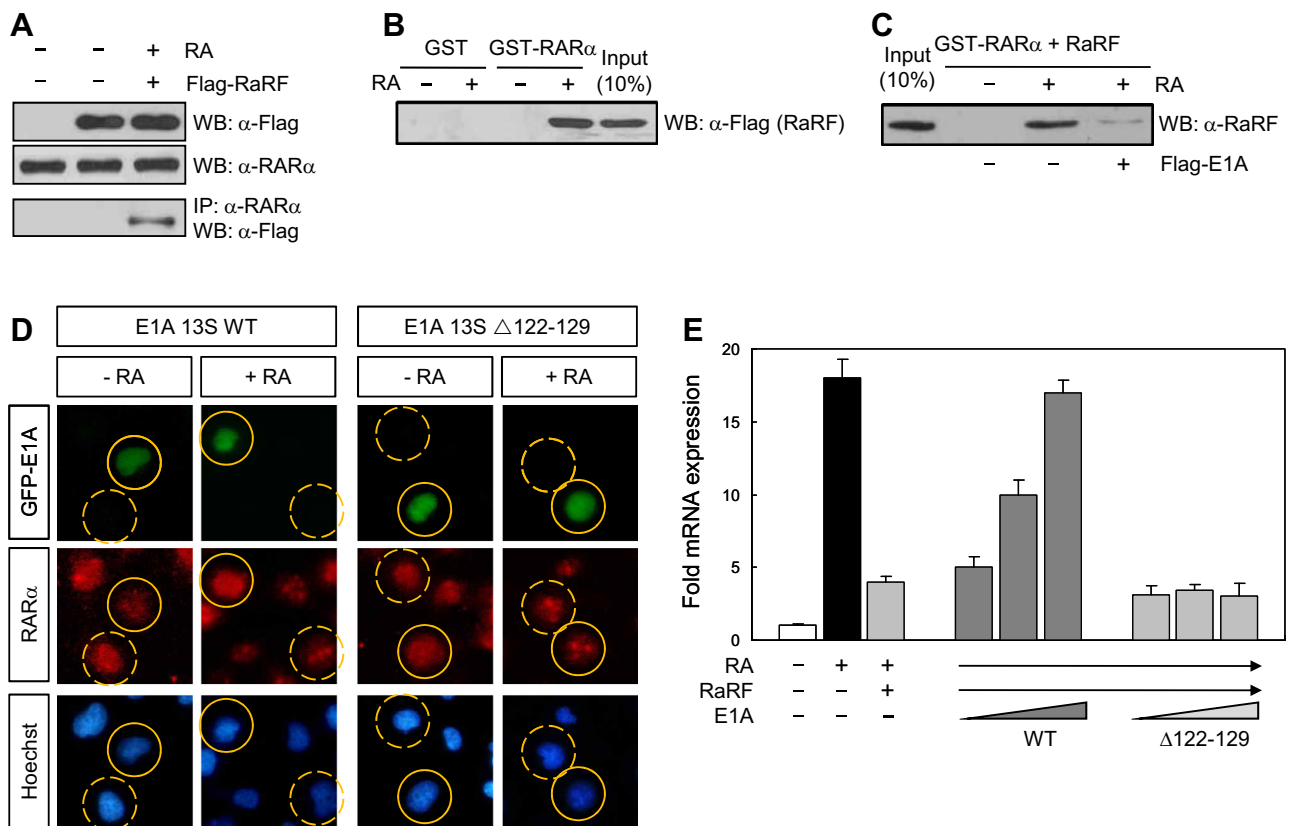 A
– – + RA
– – + Flag-RaRF
WB: α-Flag
WB: α-RARα
IP: α-RARα
WB: α-Flag
B
GST GST-RARα Input
(10%)
RA – + – +
WB: α-Flag (RaRF)
C
Input
(10%)
GST-RARα + RaRF
– + + RA
WB: α-RaRF
– – + Flag-E1A
D
E1A 13S WT E1A 13S △122-129
- RA + RA - RA + RA
GFP-E1A
RARα
Hoechst
E
Fold mRNA expression
20
15
10
5
0
RA – + +
RaRF – – +
E1A – – –
WT Δ122-129